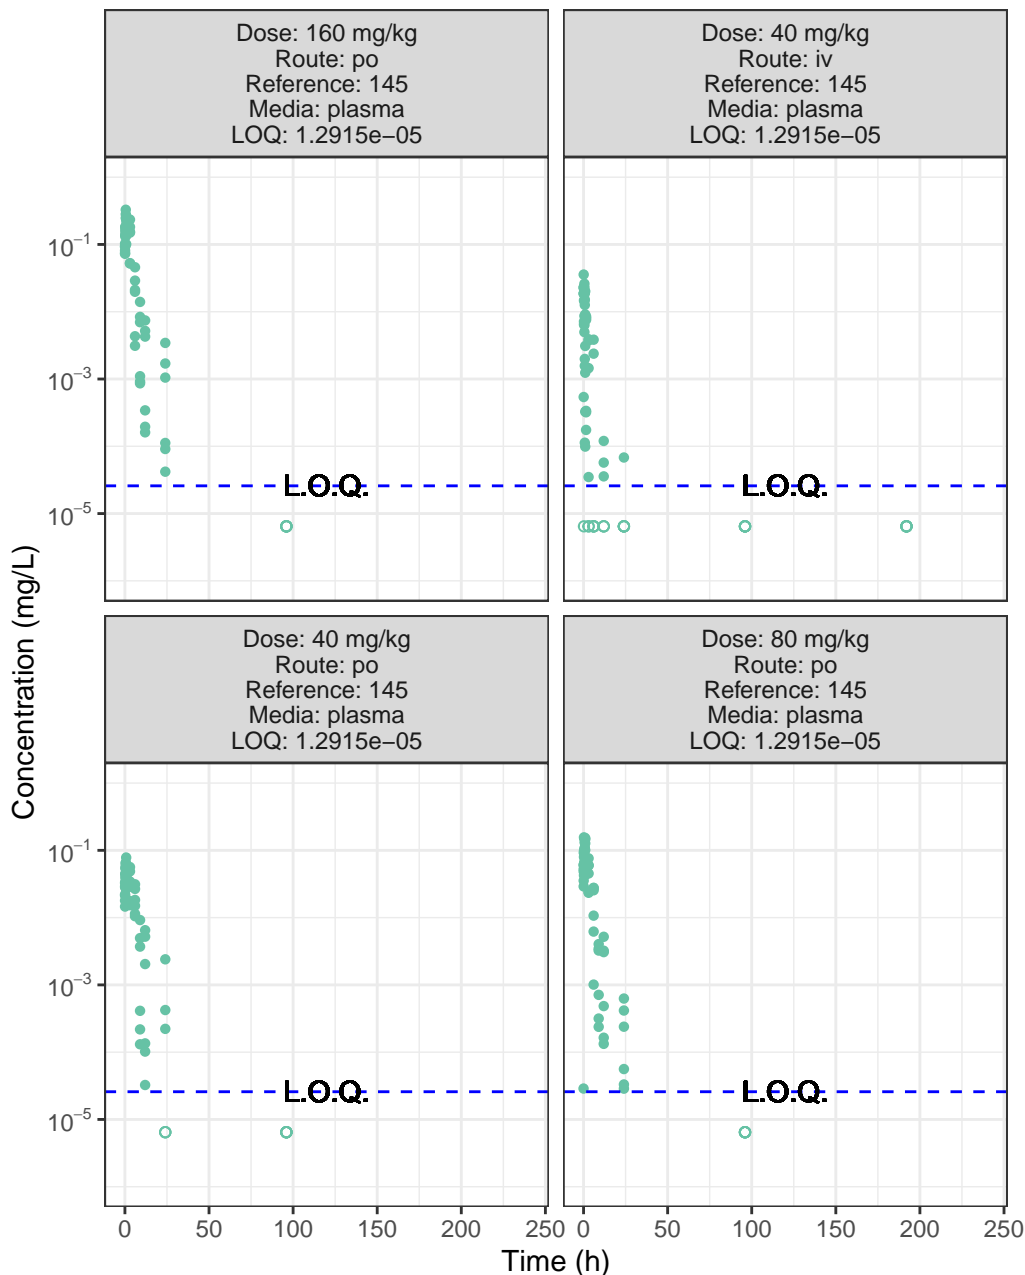 Dose: 160 mg/kg
Route: po
Reference: 145
Media: plasma
LOQ: 1.2915e−05
Dose: 40 mg/kg
Route: iv
Reference: 145
Media: plasma
LOQ: 1.2915e−05
10−1
10−3
10−5
L.O.Q.
L.O.Q.
Dose: 40 mg/kg
Route: po
Reference: 145
Media: plasma
LOQ: 1.2915e−05
Dose: 80 mg/kg
Route: po
Reference: 145
Media: plasma
LOQ: 1.2915e−05
10−1
10−3
10−5
L.O.Q.
L.O.Q.
0 50 100 150 200 250
0 50 100 150 200 250
Time (h)
Concentration (mg/L)